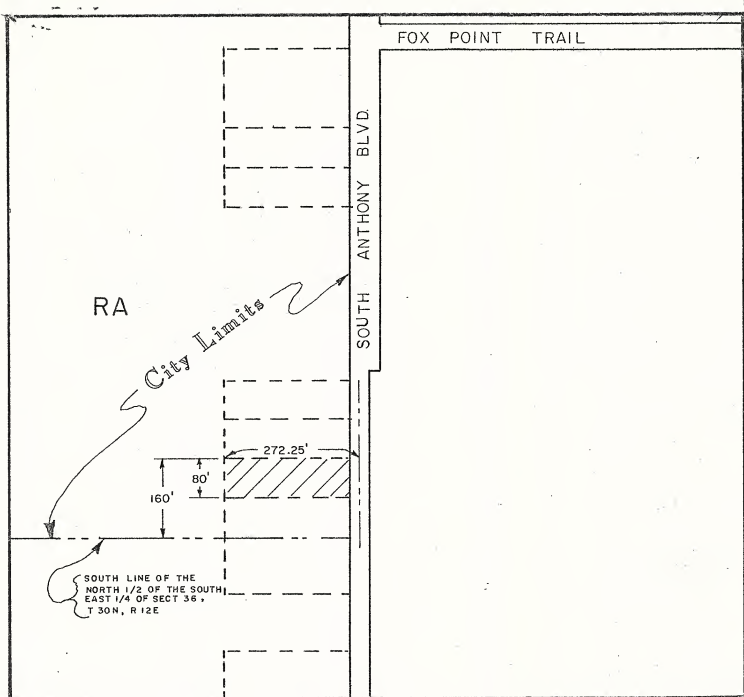 FOX POINT TRAIL
SOUTH ANTHONY BLVD.
RA
City Limits
272.25'
80'
160'
SOUTH LINE OF THE
NORTH 1/2 OF THE SOUTH
EAST 1/4 OF SECT 36,
T 30N, R 12E